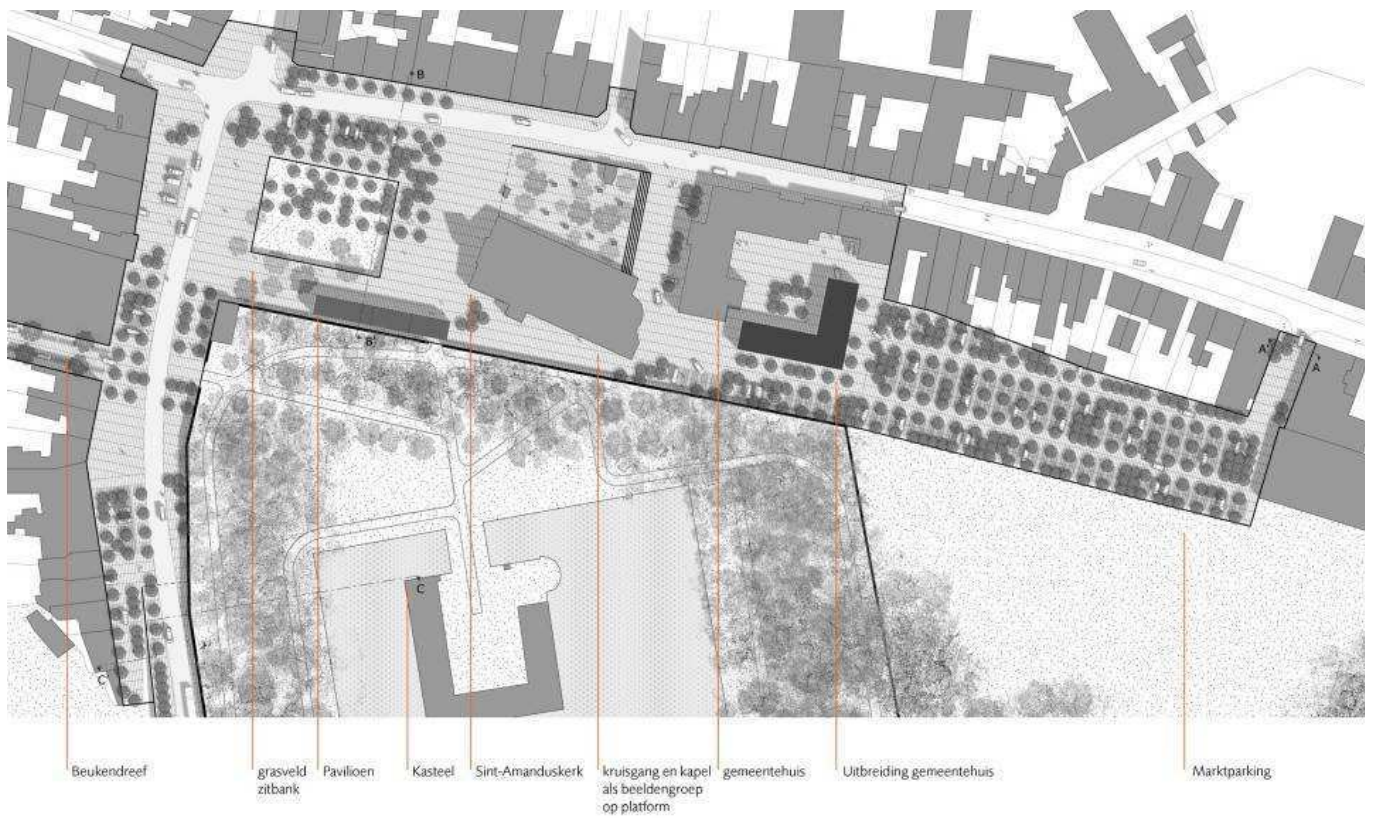 B
B'
A'
A
C
C'
Beukendreef
grasveld
zitbank
Pavilioen
Kasteel
Sint-Amanduskerk
kruisgang en kapel
als beeldengroep
op platform
gemeentehuis
Uitbreiding gemeentehuis
Marktparking